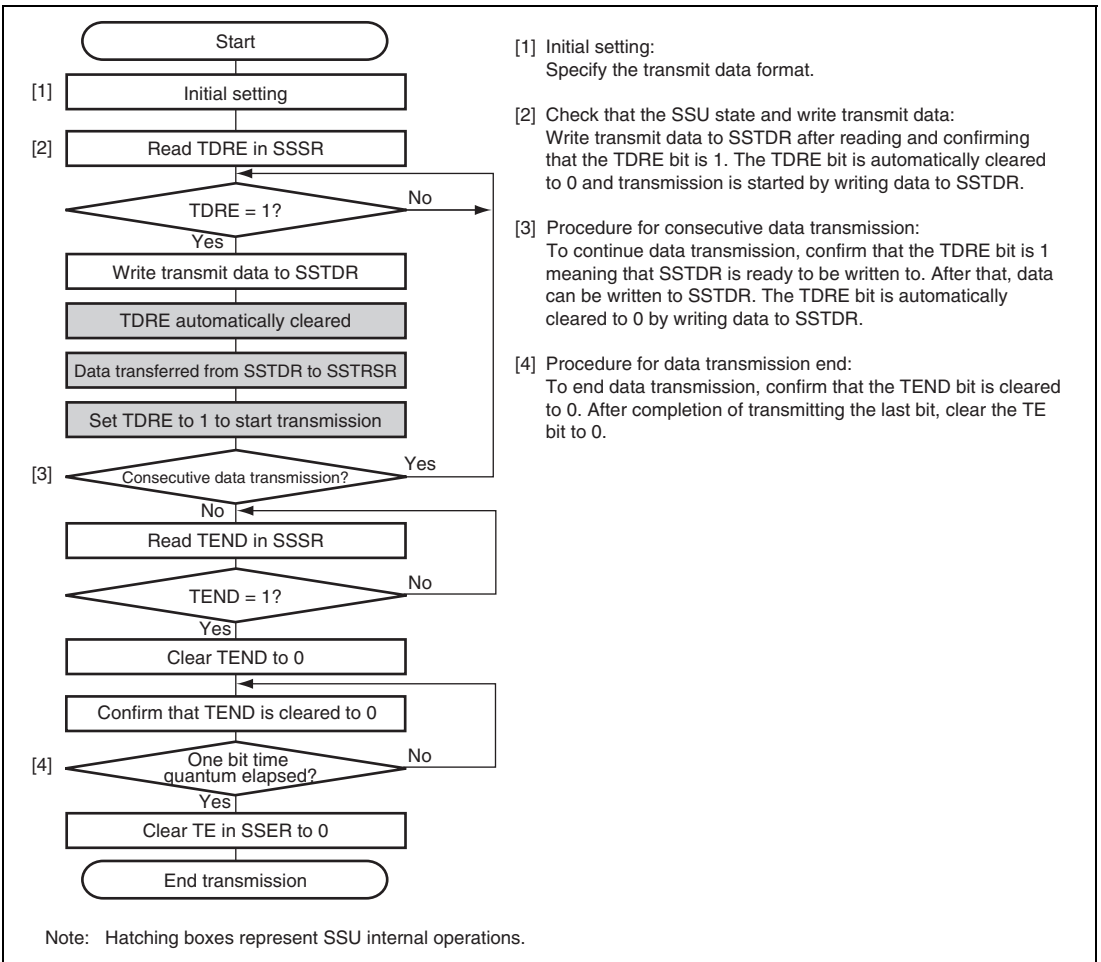 Start
[1] Initial setting
[2] Read TDRE in SSSR
TDRE = 1?
No
Yes
Write transmit data to SSTDR
TDRE automatically cleared
Data transferred from SSTDR to SSTRSR
Set TDRE to 1 to start transmission
[3] Consecutive data transmission?
Yes
No
Read TEND in SSSR
TEND = 1?
No
Yes
Clear TEND to 0
Confirm that TEND is cleared to 0
[4] One bit time
quantum elapsed?
No
Yes
Clear TE in SSER to 0
End transmission
[1] Initial setting:
Specify the transmit data format.
[2] Check that the SSU state and write transmit data:
Write transmit data to SSTDR after reading and confirming
that the TDRE bit is 1. The TDRE bit is automatically cleared
to 0 and transmission is started by writing data to SSTDR.
[3] Procedure for consecutive data transmission:
To continue data transmission, confirm that the TDRE bit is 1
meaning that SSTDR is ready to be written to. After that, data
can be written to SSTDR. The TDRE bit is automatically
cleared to 0 by writing data to SSTDR.
[4] Procedure for data transmission end:
To end data transmission, confirm that the TEND bit is cleared
to 0. After completion of transmitting the last bit, clear the TE
bit to 0.
Note: Hatching boxes represent SSU internal operations.